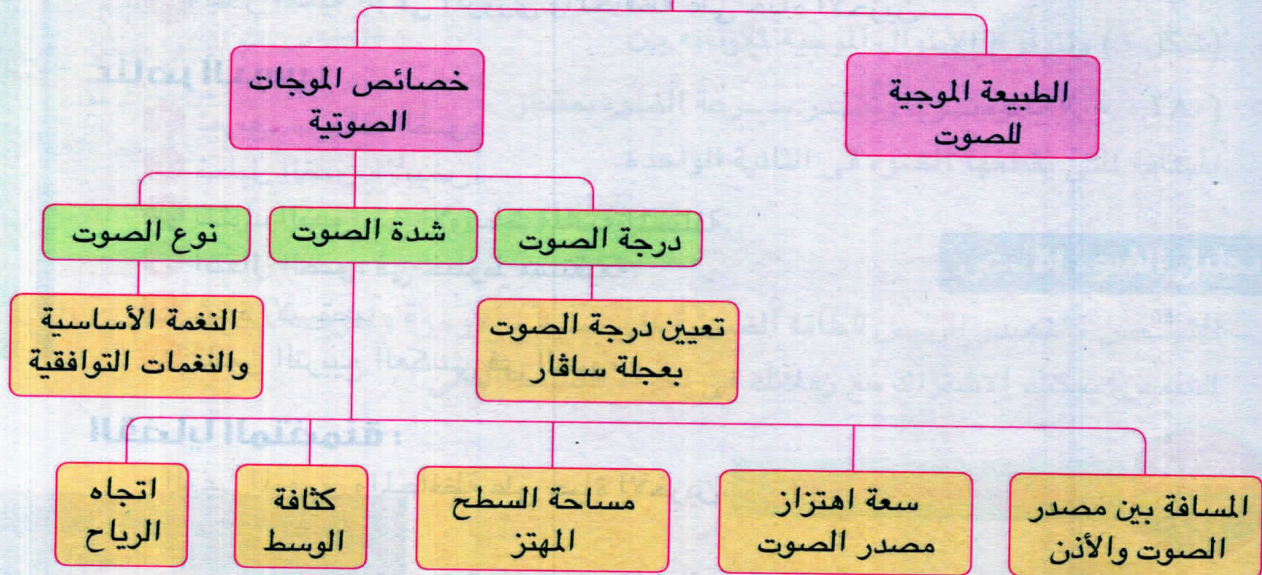 الطبيعة الموجية
للصوت
خصائص الموجات
الصوتية
درجة الصوت
شدة الصوت
نوع الصوت
تعيين درجة الصوت
بعجلة ساڤار
النغمة الأساسية
والنغمات التوافقية
المسافة بين مصدر
الصوت والأذن
سعة اهتزاز
مصدر الصوت
مساحة السطح
المهتز
كثافة
الوسط
اتجاه
الرياح